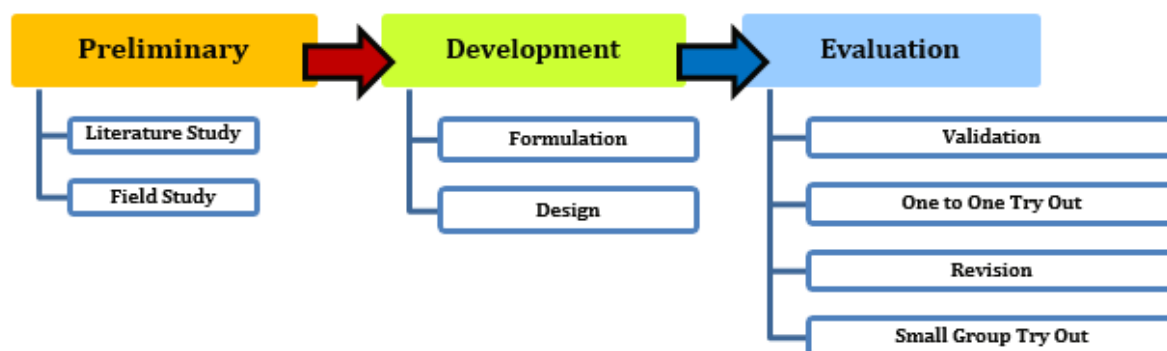 Preliminary
Literature Study
Field Study
Development
Formulation
Design
Evaluation
Validation
One to One Try Out
Revision
Small Group Try Out